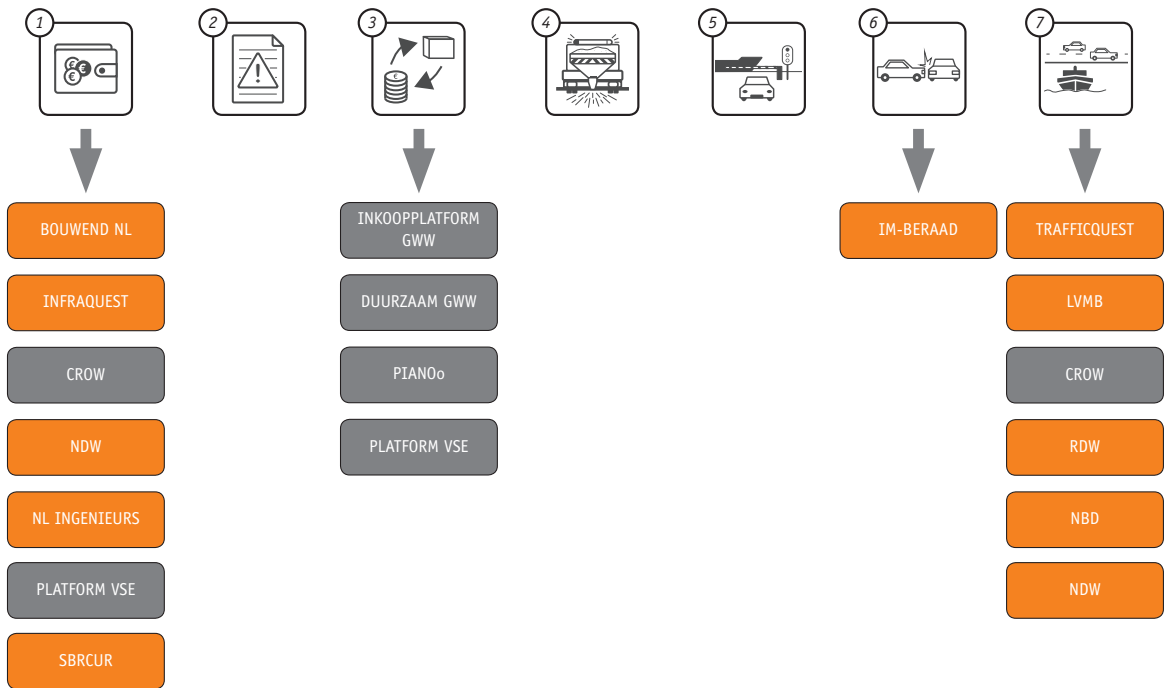 1
2
3
4
5
6
7
BOUWEND NL
INFRAQUEST
CROW
NDW
NL INGENIEURS
PLATFORM VSE
SBRCUR
INKOOPPLATFORM
GWW
DUURZAAM GWW
PIANOo
PLATFORM VSE
IM-BERAAD
TRAFFICQUEST
LVMB
CROW
RDW
NBD
NDW